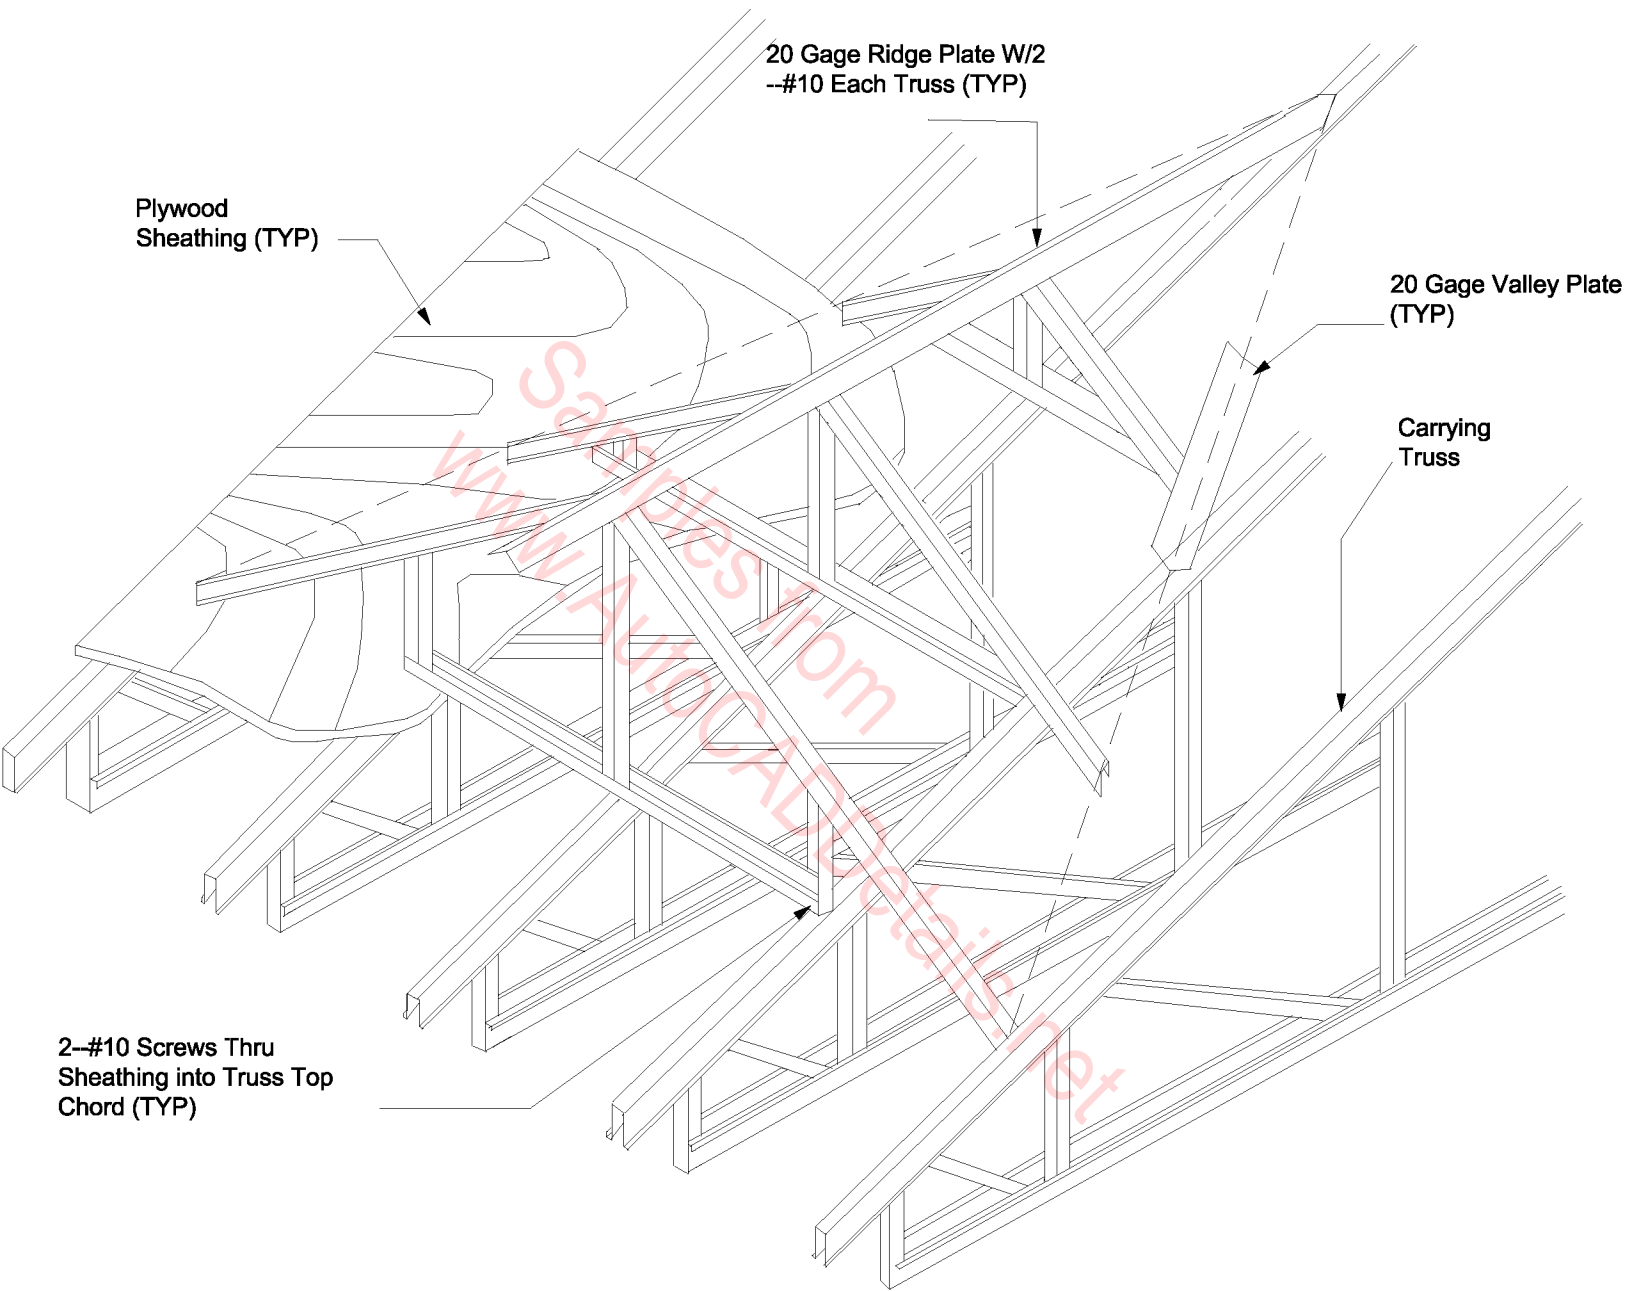 20 Gage Ridge Plate W/2
--#10 Each Truss (TYP)
Plywood
Sheathing (TYP)
20 Gage Valley Plate
(TYP)
Carrying
Truss
Samples from
www.AutoCADDetails.net
2--#10 Screws Thru
Sheathing into Truss Top
Chord (TYP)